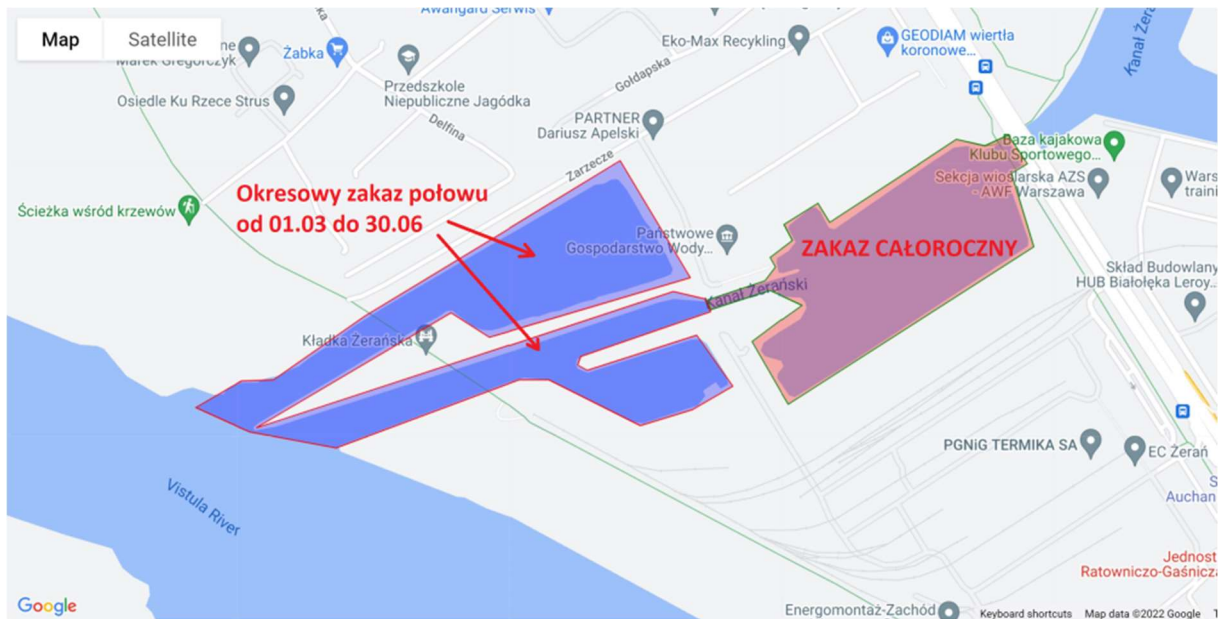 Map
Satellite
Awangard Serwis
Marek Gregorczyk
Żabka
Osiedle Ku Rzece Strus
Przedszkole
Niepubliczne Jagódka
Delfina
Eko-Max Recykling
Gołdapska
GEODIAM wiertła
koronowe...
Kanał Żera
PARTNER
Dariusz Apelski
Zarzecze
Baza kajakowa
Klubu Sportowego...
Sekcja wioślarska AZS
- AWF Warszawa
Wars
traini
Okresowy zakaz połowu
od 01.03 do 30.06
Ścieżka wśród krzewów
Państwowe
Gospodarstwo Wody...
ZAKAZ CAŁOROCZNY
Kanał Żerański
Skład Budowlany
HUB Białołęka Leroy...
Kładka Żerańska
PGNiG TERMIKA SA
EC Żerań
S
Auchan
Vistula River
Jednost
Ratowniczo-Gaśnicza
Google
Energomontaż-Zachód
Keyboard shortcuts
Map data ©2022 Google
T